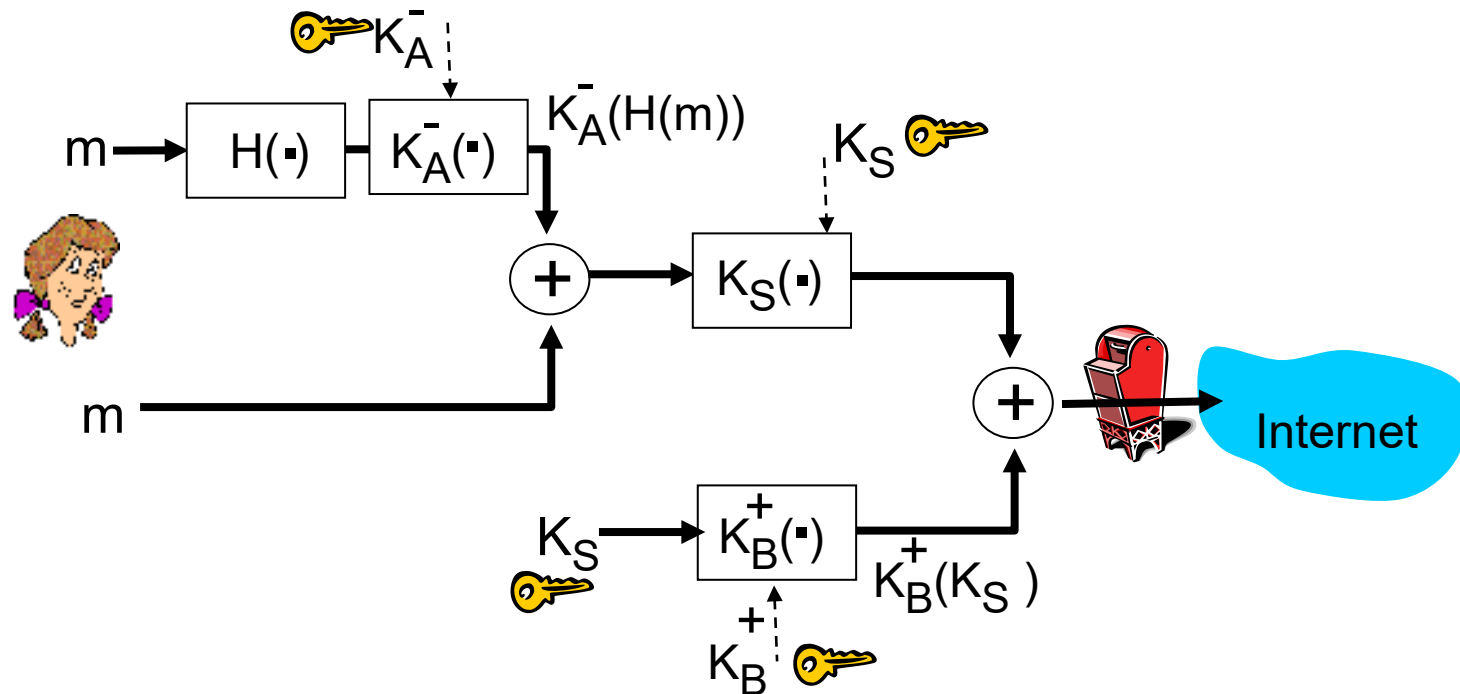 K_A^-
m
H(▪)
K_A^-(▪)
K_A^-(H(m))
K_S
+
K_S(▪)
m
+
Internet
K_S
K_B^+(▪)
K_B^+(K_S )
K_B^+